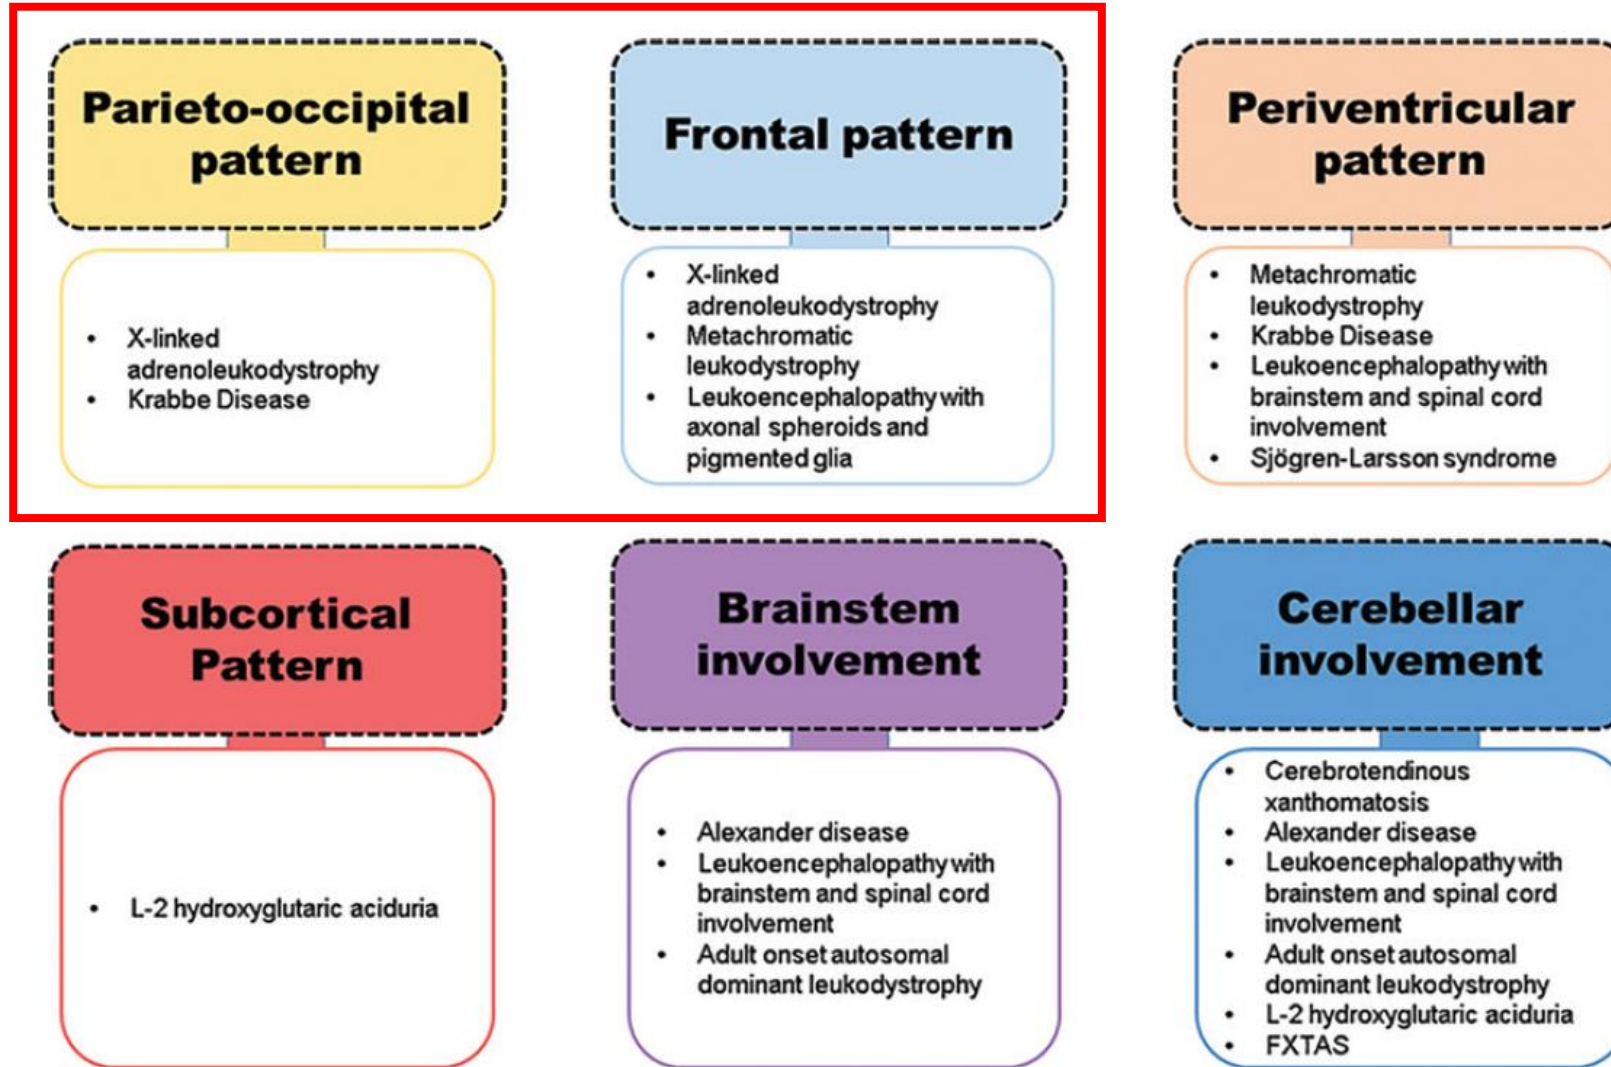 Parieto-occipital
pattern
• X-linked
adrenoleukodystrophy
• Krabbe Disease
Frontal pattern
• X-linked
adrenoleukodystrophy
• Metachromatic
leukodystrophy
• Leukoencephalopathy with
axonal spheroids and
pigmented glia
Periventricular
pattern
• Metachromatic
leukodystrophy
• Krabbe Disease
• Leukoencephalopathy with
brainstem and spinal cord
involvement
• Sjögren-Larsson syndrome
Subcortical
Pattern
• L-2 hydroxyglutaric aciduria
Brainstem
involvement
• Alexander disease
• Leukoencephalopathy with
brainstem and spinal cord
involvement
• Adult onset autosomal
dominant leukodystrophy
Cerebellar
involvement
• Cerebrotendinous
xanthomatosis
• Alexander disease
• Leukoencephalopathy with
brainstem and spinal cord
involvement
• Adult onset autosomal
dominant leukodystrophy
• L-2 hydroxyglutaric aciduria
• FXTAS